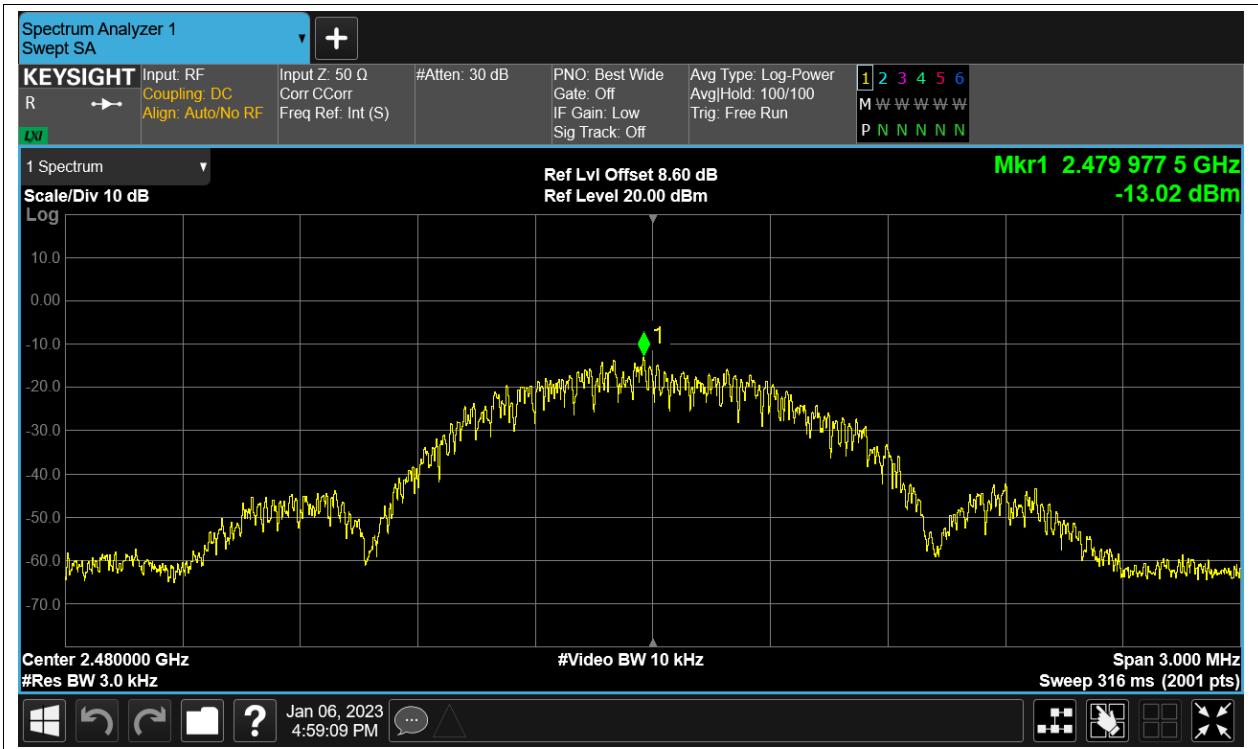 Spectrum Analyzer 1
Swept SA
KEYSIGHT
R
LXI
Input: RF
Coupling: DC
Align: Auto/No RF
Input Z: 50 Ω
Corr CCorr
Freq Ref: Int (S)
#Atten: 30 dB
PNO: Best Wide
Gate: Off
IF Gain: Low
Sig Track: Off
Avg Type: Log-Power
Avg|Hold: 100/100
Trig: Free Run
1 2 3 4 5 6
M W W W W W
P N N N N N
1 Spectrum
Scale/Div 10 dB
Ref Lvl Offset 8.60 dB
Ref Level 20.00 dBm
Mkr1 2.479 977 5 GHz
-13.02 dBm
Log
10.0
0.00
-10.0
-20.0
-30.0
-40.0
-50.0
-60.0
-70.0
1
Center 2.480000 GHz
#Res BW 3.0 kHz
#Video BW 10 kHz
Span 3.000 MHz
Sweep 316 ms (2001 pts)
?
Jan 06, 2023
4:59:09 PM